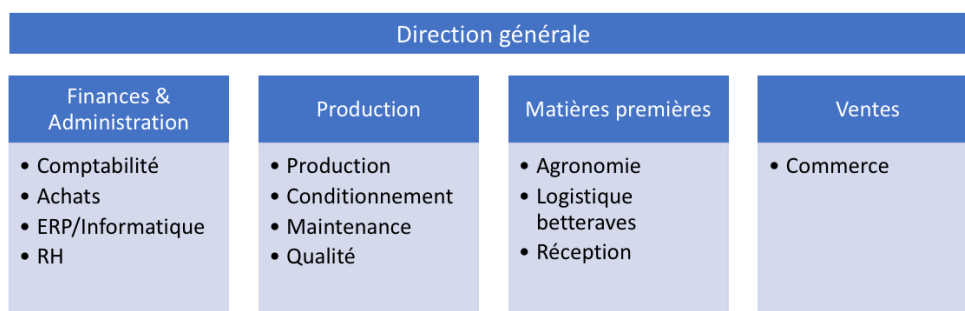 Direction générale
Finances &
Administration
• Comptabilité
• Achats
• ERP/Informatique
• RH
Production
• Production
• Conditionnement
• Maintenance
• Qualité
Matières premières
• Agronomie
• Logistique
betteraves
• Réception
Ventes
• Commerce